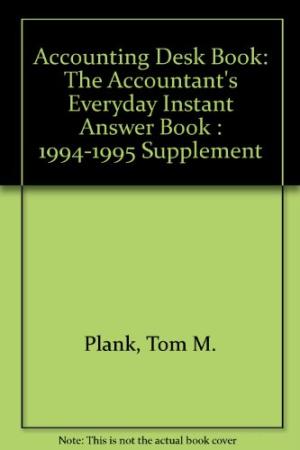 Accounting Desk Book:
The Accountant's
Everyday Instant
Answer Book :
1994-1995 Supplement
Plank, Tom M.
Note: This is not the actual book cover